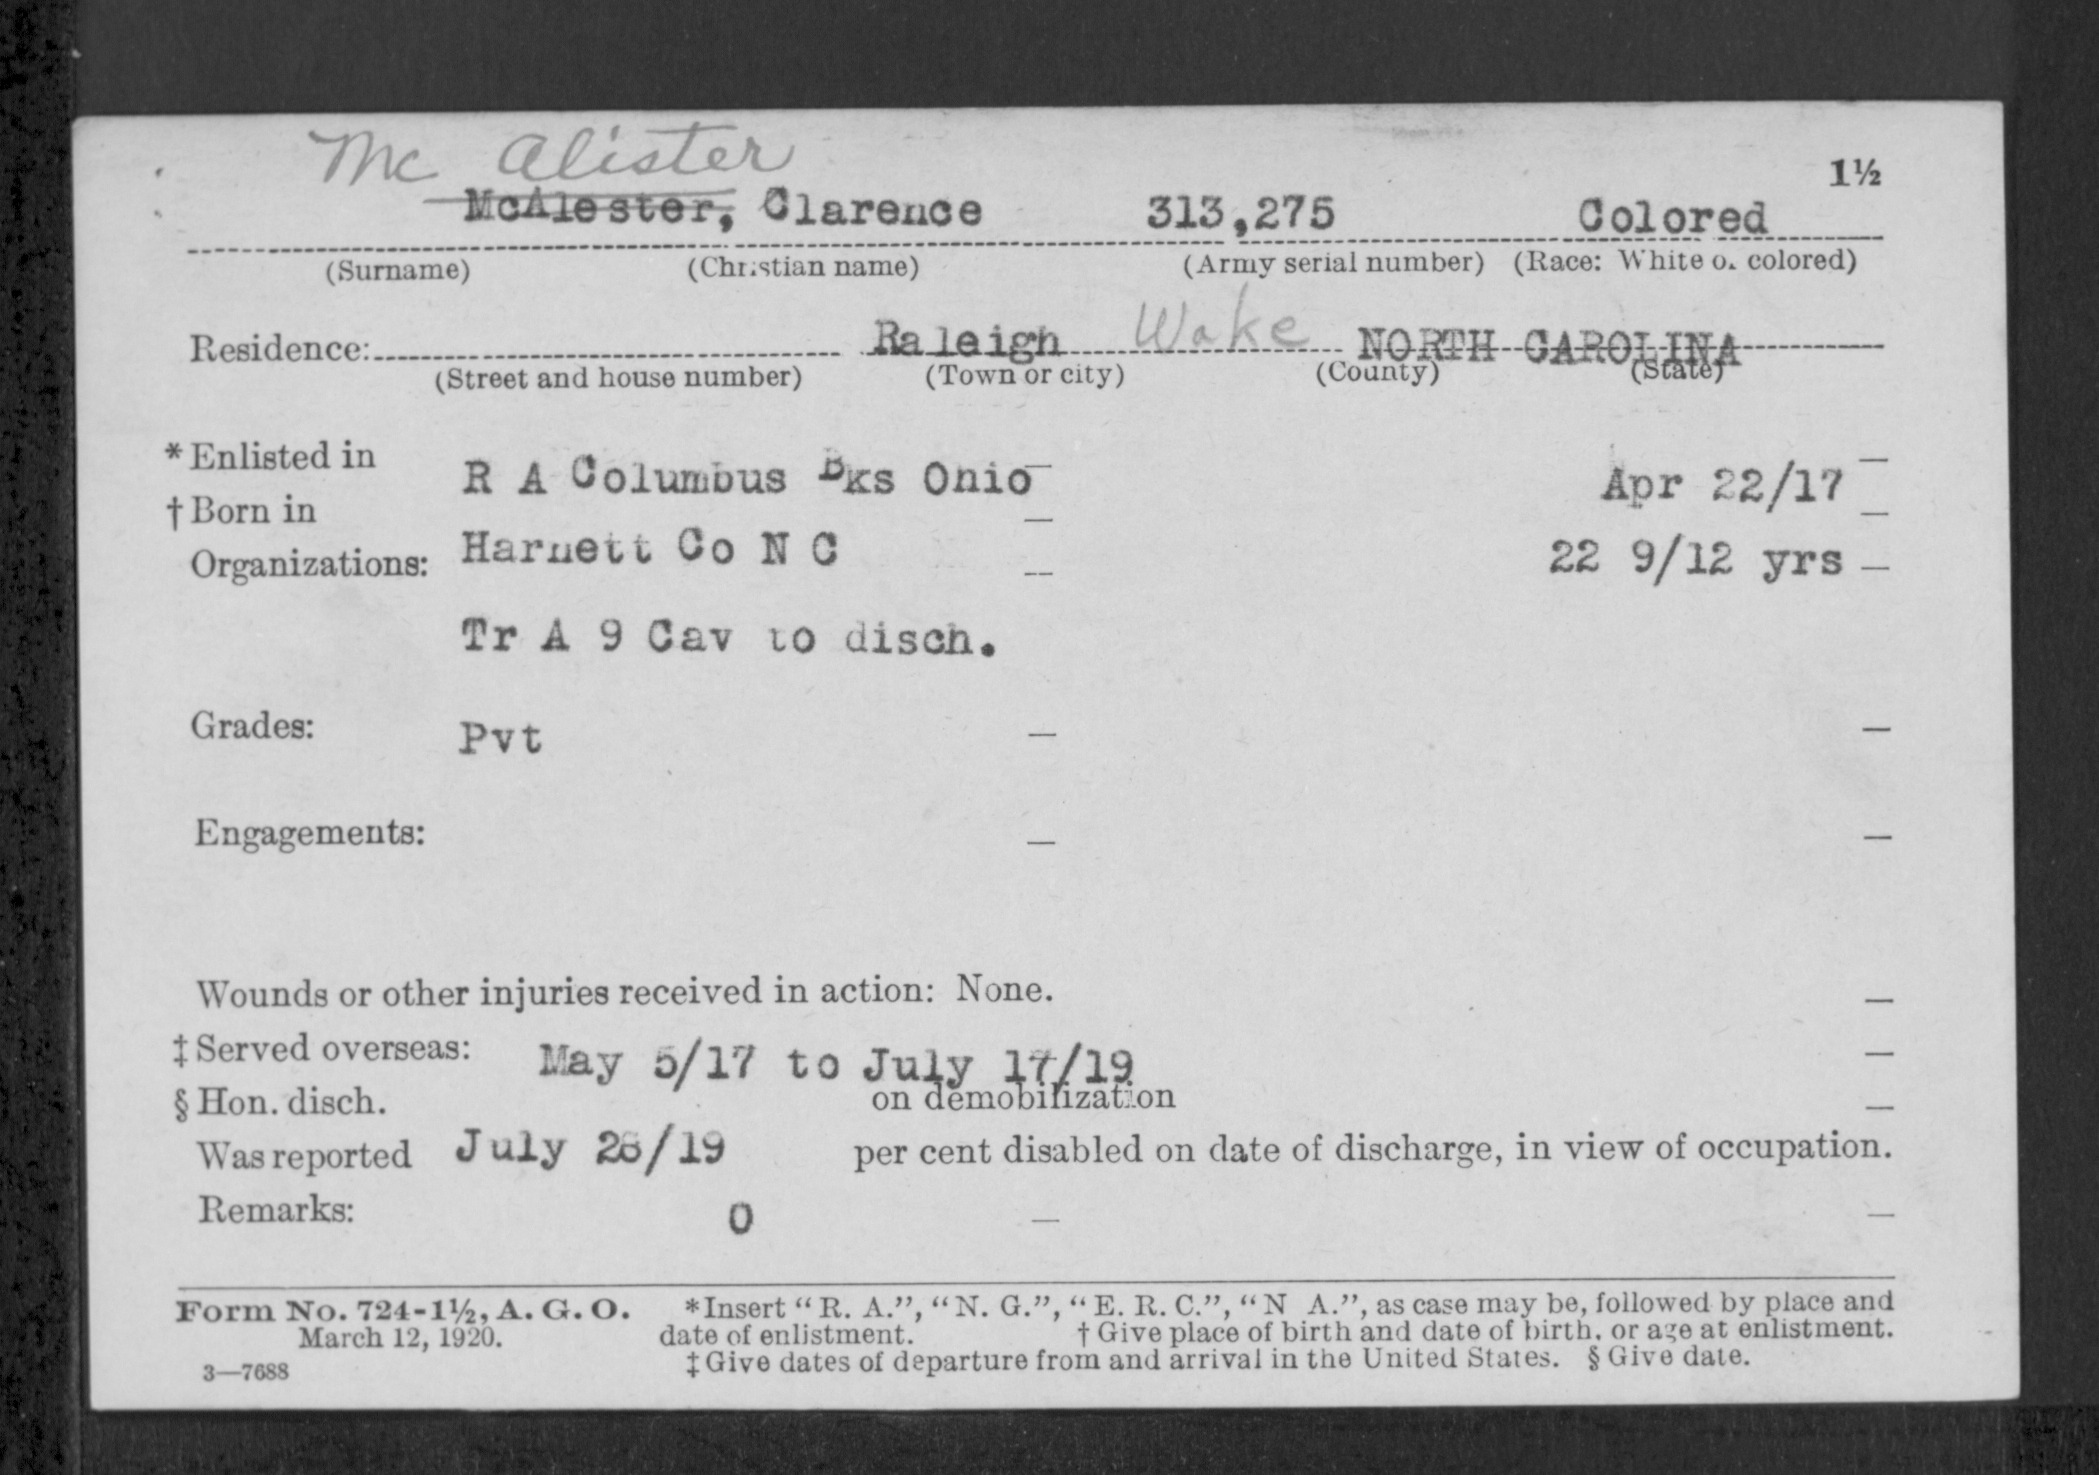 Mc Alister
1½
McAlester, Clarence 313,275 Colored
(Surname) (Christian name) (Army serial number) (Race: White or colored)
Residence: Raleigh Wake NORTH CAROLINA
(Street and house number) (Town or city) (County) (State)
*Enlisted in R A Columbus Bks Ohio Apr 22/17
†Born in Harnett Co N C 22 9/12 yrs
Organizations:
Tr A 9 Cav to disch.
Grades: Pvt
Engagements:
Wounds or other injuries received in action: None.
‡Served overseas: May 5/17 to July 17/19
§Hon. disch. on demobilization
Was reported July 28/19 per cent disabled on date of discharge, in view of occupation.
Remarks: 0
Form No. 724-1½, A. G. O. *Insert "R. A.", "N. G.", "E. R. C.", "N A.", as case may be, followed by place and
March 12, 1920. date of enlistment. †Give place of birth and date of birth, or age at enlistment.
3—7688 ‡Give dates of departure from and arrival in the United States. §Give date.